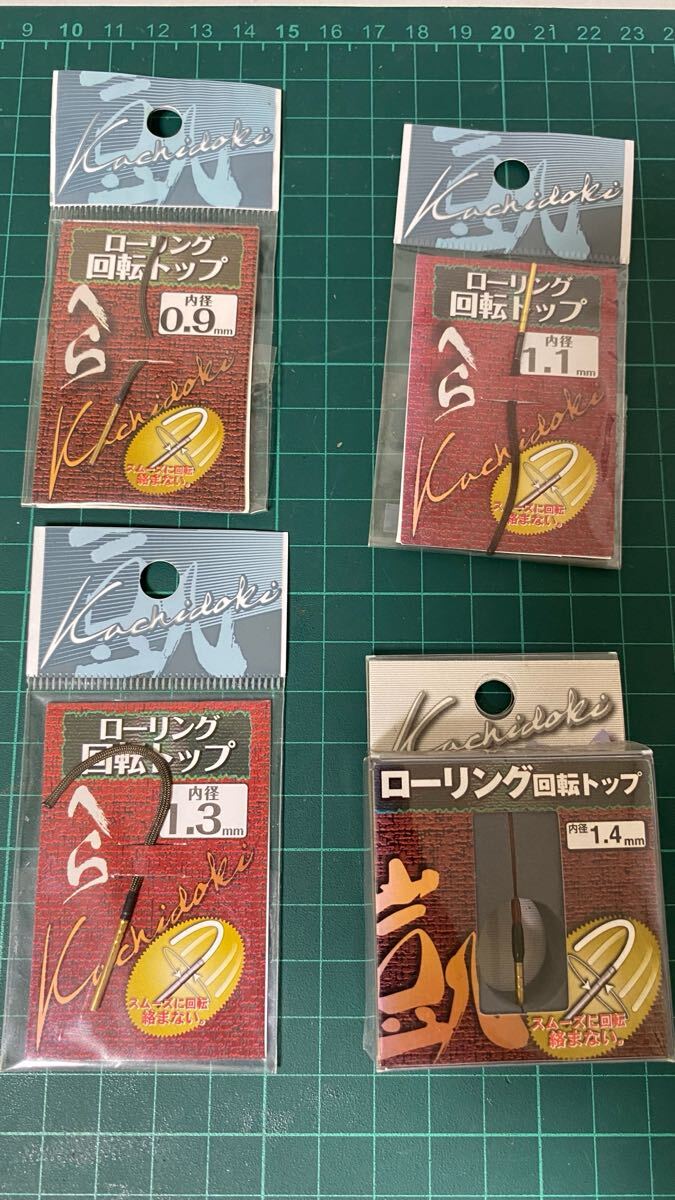 9 10 11 12 13 14 15 16 17 18 19 20 21 22 23
凱
Kachidoki
ローリング
回転トップ
内径
0.9mm
へら
Kachidoki
スムーズに回転
絡まない。
凱
Kachidoki
ローリング
回転トップ
内径
1.1mm
へら
Kachidoki
スムーズに回転
絡まない。
凱
Kachidoki
ローリング
回転トップ
内径
1.3mm
へら
Kachidoki
スムーズに回転
絡まない。
Kachidoki
ローリング回転トップ
内径 1.4mm
凱
スムーズに回転
絡まない。